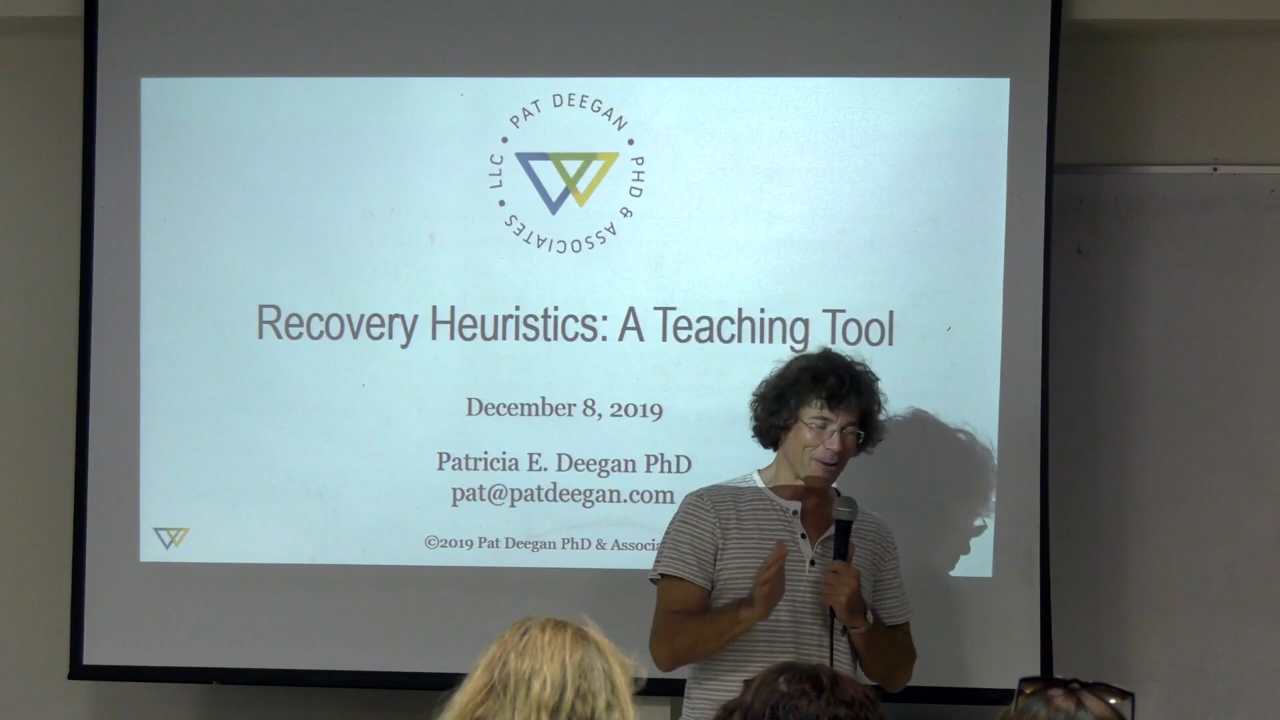 PAT DEEGAN • PHD & ASSOCIATES • LLC •
Recovery Heuristics: A Teaching Tool
December 8, 2019
Patricia E. Deegan PhD
pat@patdeegan.com
©2019 Pat Deegan PhD & Associa